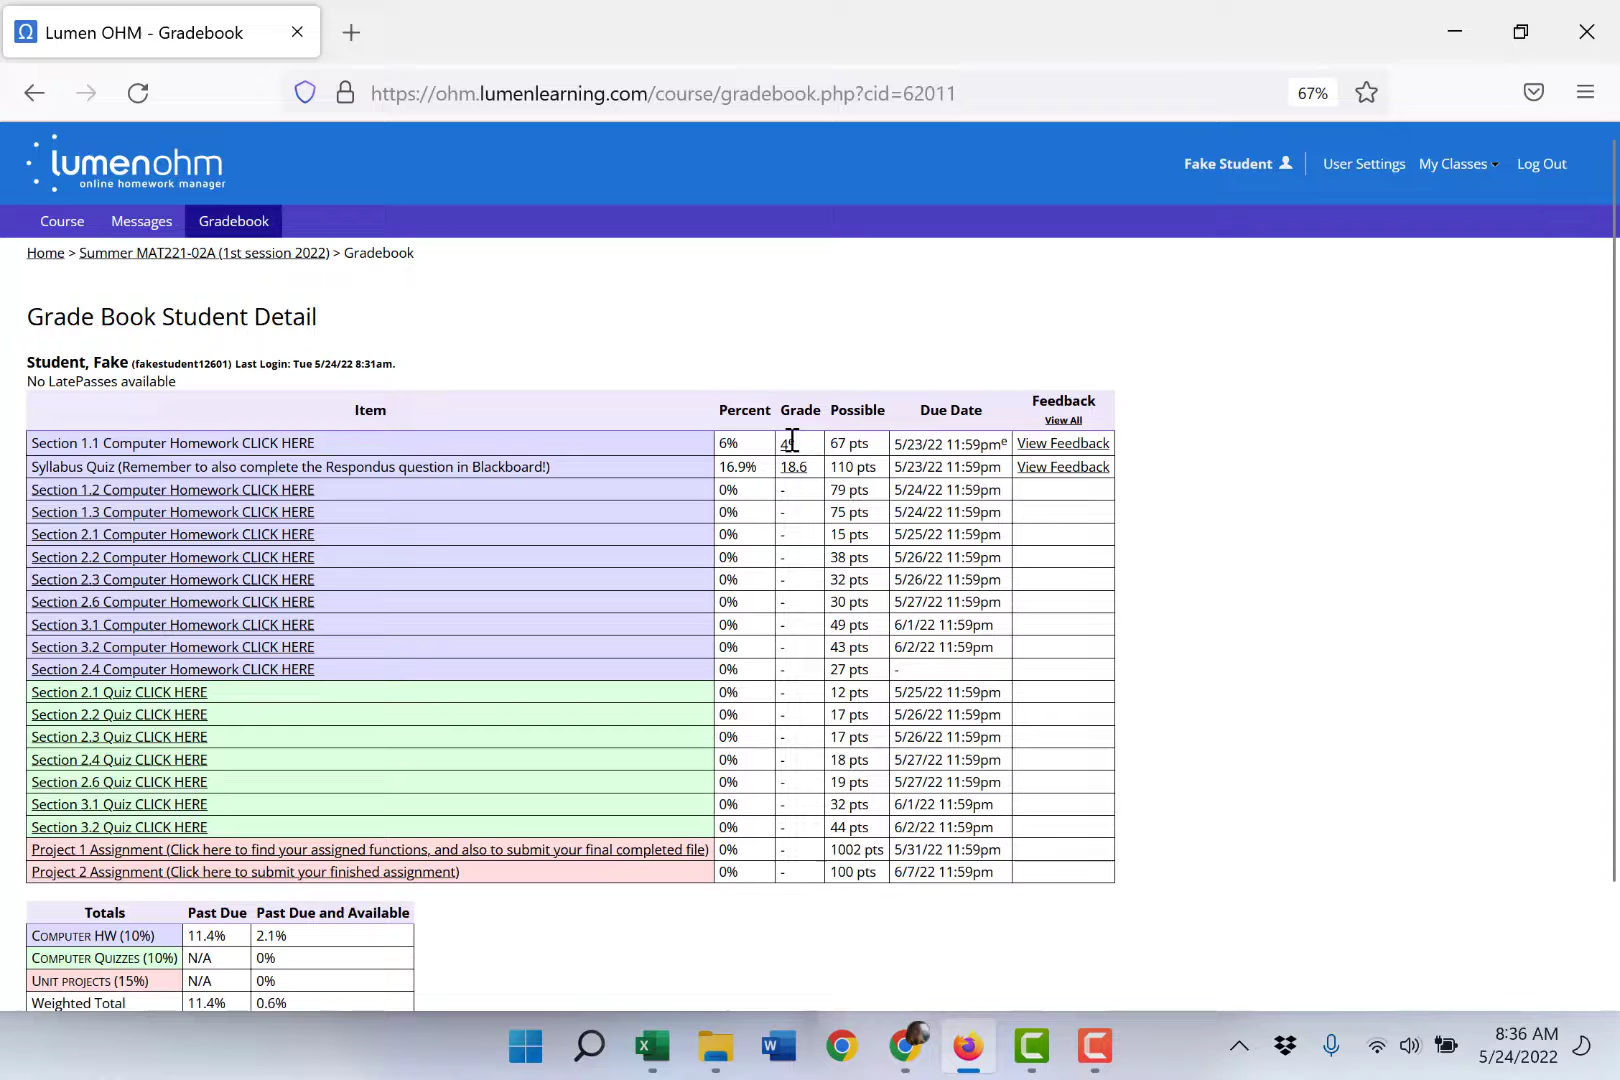 Lumen OHM - Gradebook
https://ohm.lumenlearning.com/course/gradebook.php?cid=62011
67%
lumenohm
online homework manager
Fake Student
User Settings
My Classes
Log Out
Course
Messages
Gradebook
Home > Summer MAT221-02A (1st session 2022) > Gradebook
Grade Book Student Detail
Student, Fake (fakestudent12601) Last Login: Tue 5/24/22 8:31am.
No LatePasses available
Item Percent Grade Possible Due Date Feedback
View All
Section 1.1 Computer Homework CLICK HERE 6% 67 pts 5/23/22 11:59pmᵉ View Feedback
Syllabus Quiz (Remember to also complete the Respondus question in Blackboard!) 16.9% 18.6 110 pts 5/23/22 11:59pm View Feedback
Section 1.2 Computer Homework CLICK HERE 0% - 79 pts 5/24/22 11:59pm
Section 1.3 Computer Homework CLICK HERE 0% - 75 pts 5/24/22 11:59pm
Section 2.1 Computer Homework CLICK HERE 0% - 15 pts 5/25/22 11:59pm
Section 2.2 Computer Homework CLICK HERE 0% - 38 pts 5/26/22 11:59pm
Section 2.3 Computer Homework CLICK HERE 0% - 32 pts 5/26/22 11:59pm
Section 2.6 Computer Homework CLICK HERE 0% - 30 pts 5/27/22 11:59pm
Section 3.1 Computer Homework CLICK HERE 0% - 49 pts 6/1/22 11:59pm
Section 3.2 Computer Homework CLICK HERE 0% - 43 pts 6/2/22 11:59pm
Section 2.4 Computer Homework CLICK HERE 0% - 27 pts -
Section 2.1 Quiz CLICK HERE 0% - 12 pts 5/25/22 11:59pm
Section 2.2 Quiz CLICK HERE 0% - 17 pts 5/26/22 11:59pm
Section 2.3 Quiz CLICK HERE 0% - 17 pts 5/26/22 11:59pm
Section 2.4 Quiz CLICK HERE 0% - 18 pts 5/27/22 11:59pm
Section 2.6 Quiz CLICK HERE 0% - 19 pts 5/27/22 11:59pm
Section 3.1 Quiz CLICK HERE 0% - 32 pts 6/1/22 11:59pm
Section 3.2 Quiz CLICK HERE 0% - 44 pts 6/2/22 11:59pm
Project 1 Assignment (Click here to find your assigned functions, and also to submit your final completed file) 0% - 1002 pts 5/31/22 11:59pm
Project 2 Assignment (Click here to submit your finished assignment) 0% - 100 pts 6/7/22 11:59pm
Totals Past Due Past Due and Available
COMPUTER HW (10%) 11.4% 2.1%
COMPUTER QUIZZES (10%) N/A 0%
UNIT PROJECTS (15%) N/A 0%
Weighted Total 11.4% 0.6%
8:36 AM
5/24/2022